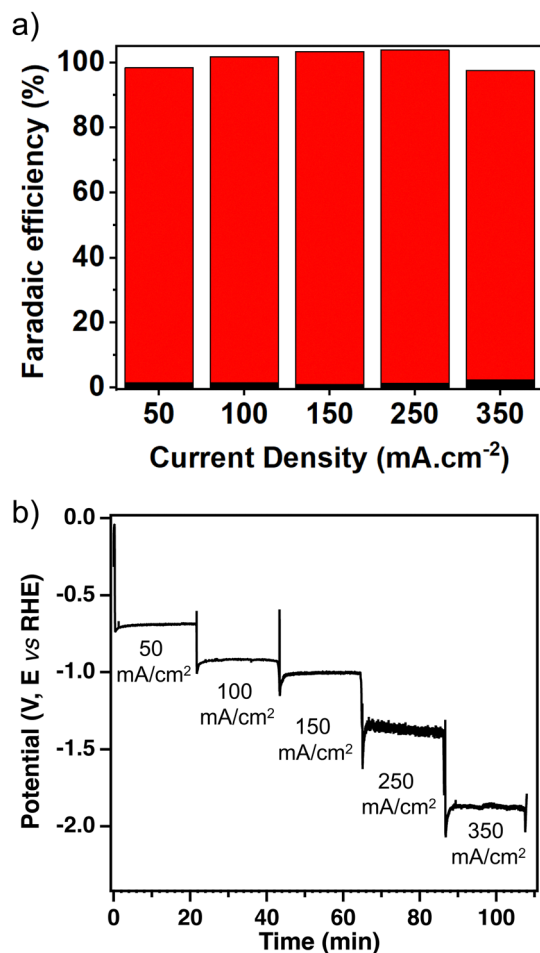 a)
Faradaic efficiency (%)
100
80
60
40
20
0
50 100 150 250 350
Current Density (mA.cm⁻²)
b)
Potential (V, E vs RHE)
0.0
-0.5
-1.0
-1.5
-2.0
50
mA/cm²
100
mA/cm²
150
mA/cm²
250
mA/cm²
350
mA/cm²
0 20 40 60 80 100
Time (min)